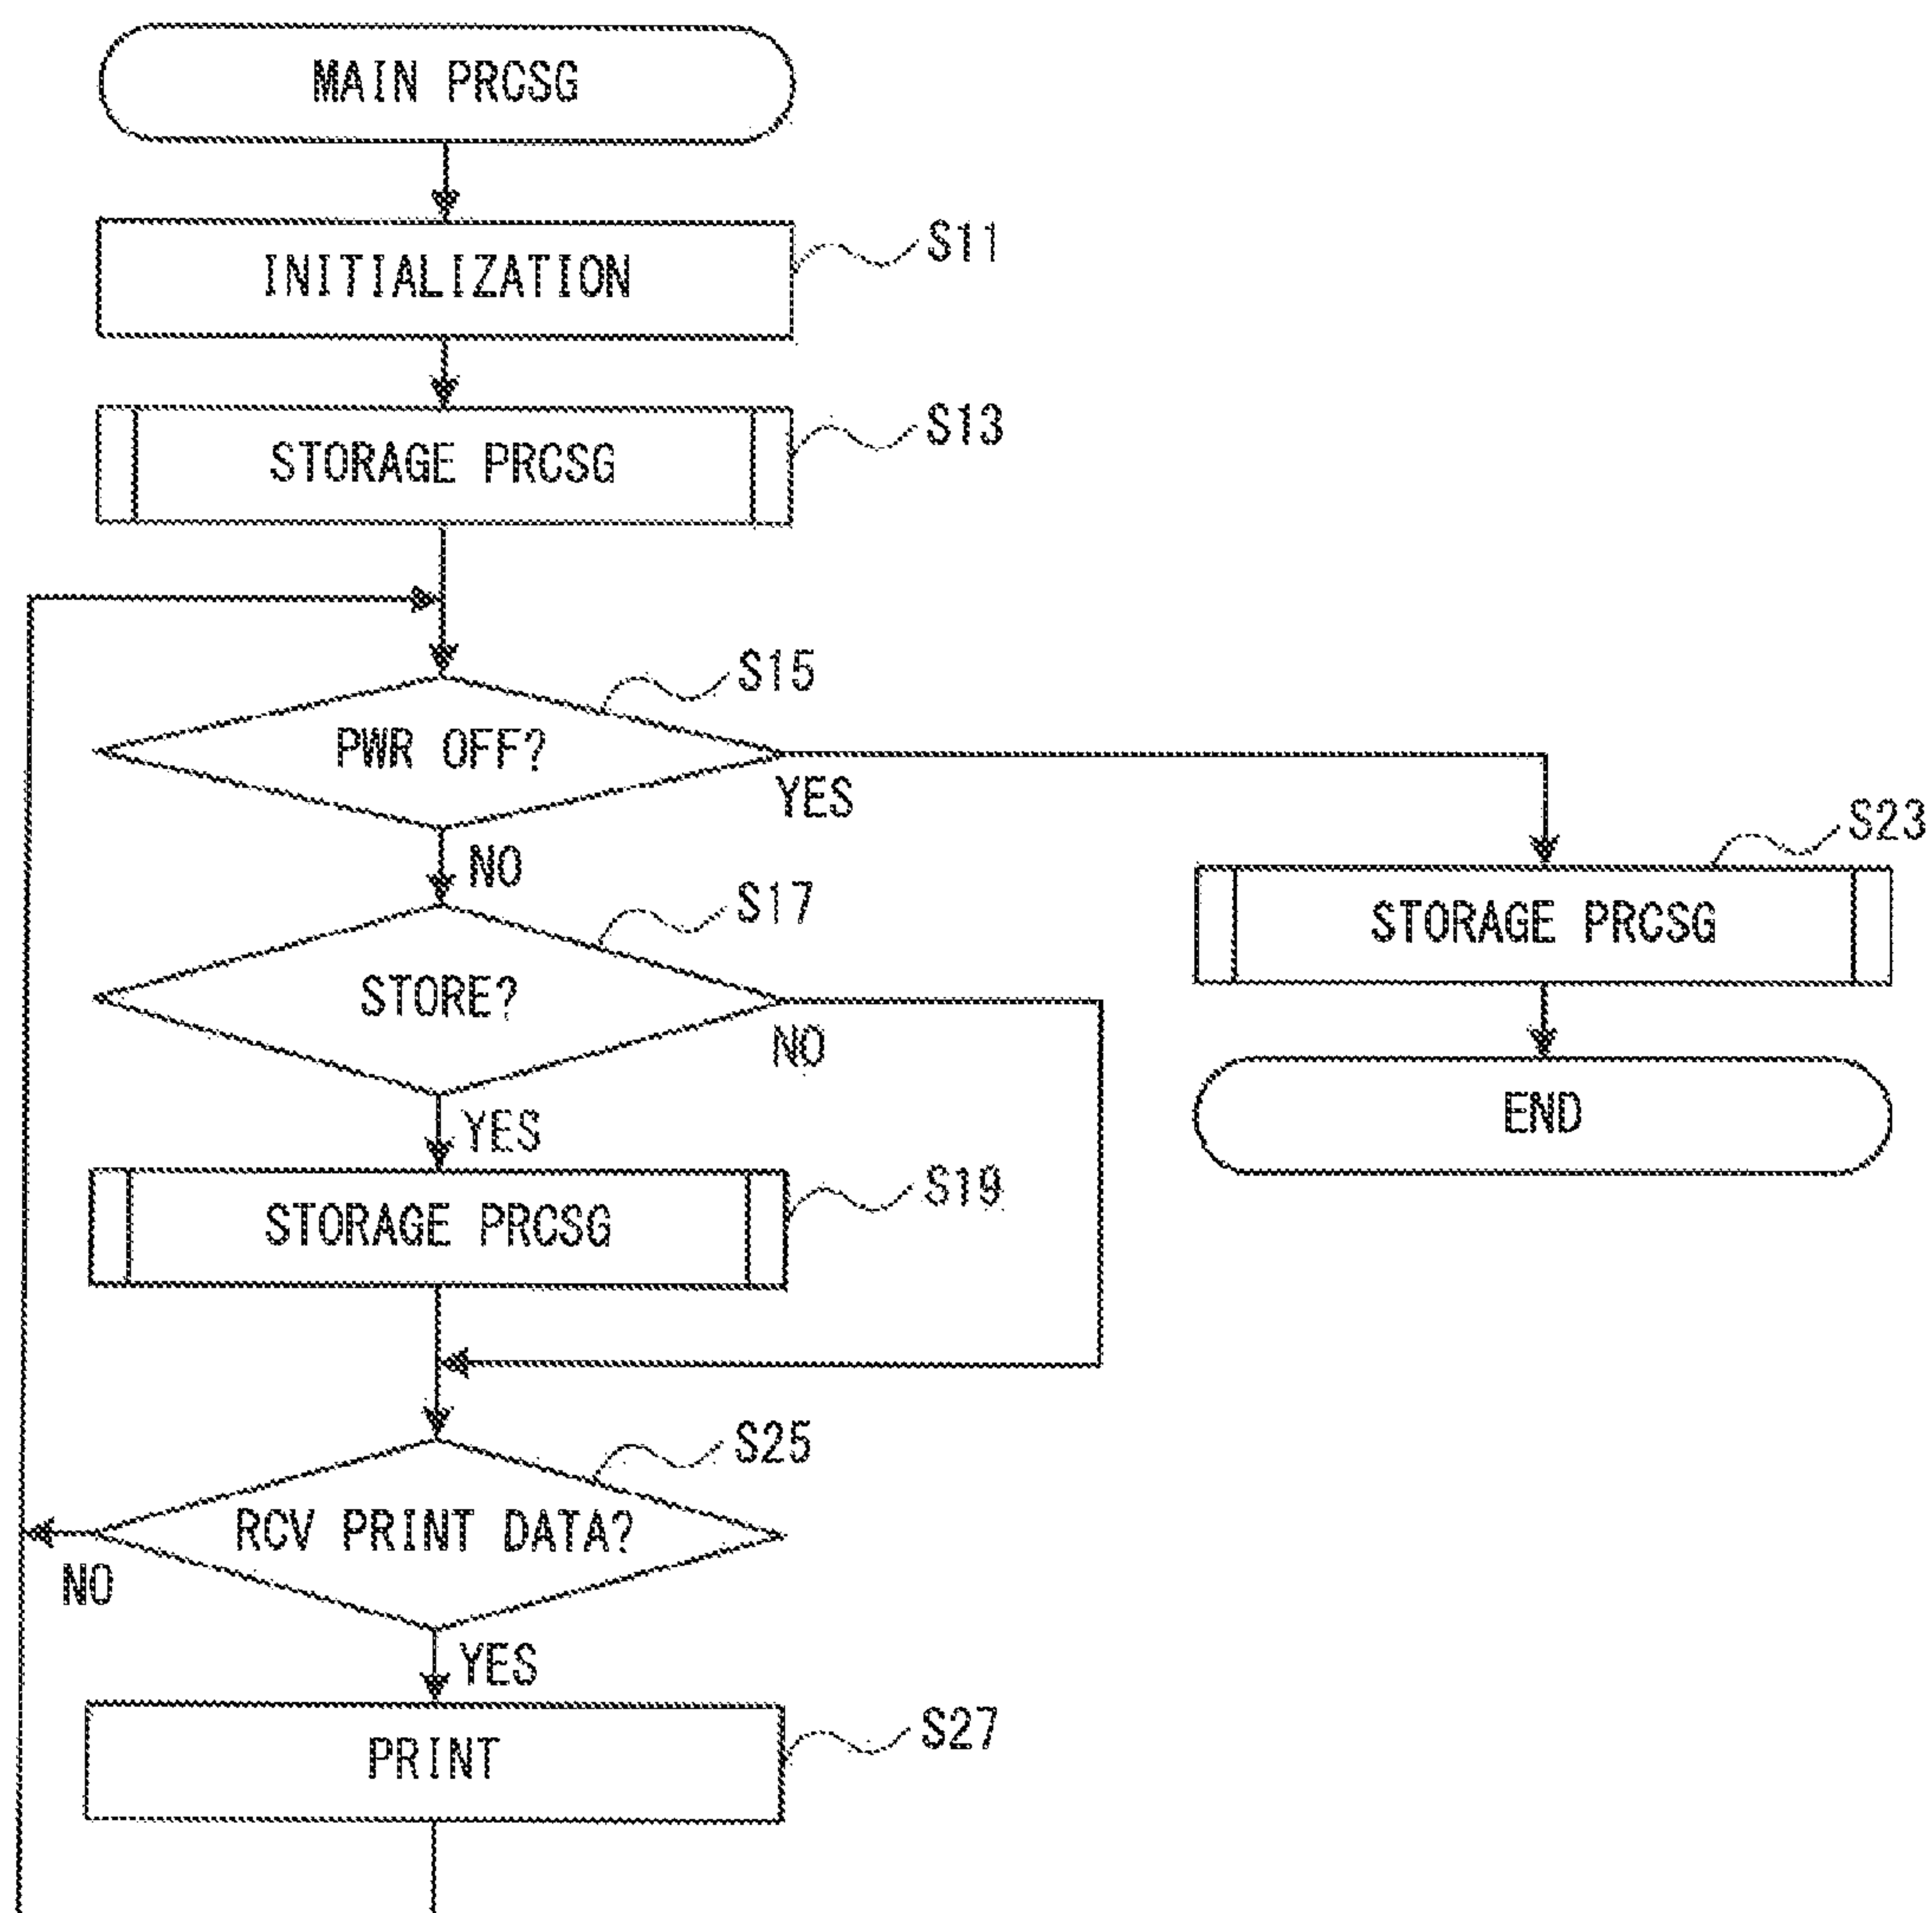 MAIN PRCSG
S11
INITIALIZATION
S13
STORAGE PRCSG
S15
PWR OFF?
YES
NO
S23
STORAGE PRCSG
S17
STORE?
NO
YES
END
S19
STORAGE PRCSG
S25
RCV PRINT DATA?
NO
YES
S27
PRINT